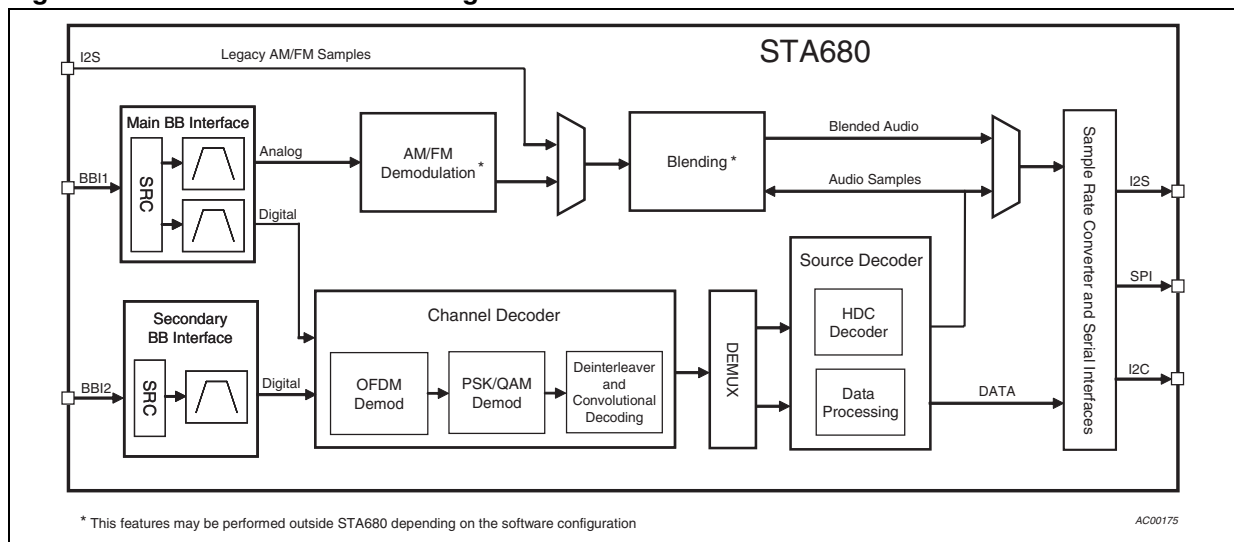 STA680
I2S
Legacy AM/FM Samples
Main BB Interface
SRC
BBI1
Analog
Digital
AM/FM
Demodulation *
Blending *
Blended Audio
Audio Samples
Sample Rate Converter and Serial Interfaces
I2S
SPI
I2C
Secondary
BB Interface
SRC
BBI2
Digital
Channel Decoder
OFDM
Demod
PSK/QAM
Demod
Deinterleaver
and
Convolutional
Decoding
DEMUX
Source Decoder
HDC
Decoder
Data
Processing
DATA
* This features may be performed outside STA680 depending on the software configuration
AC00175